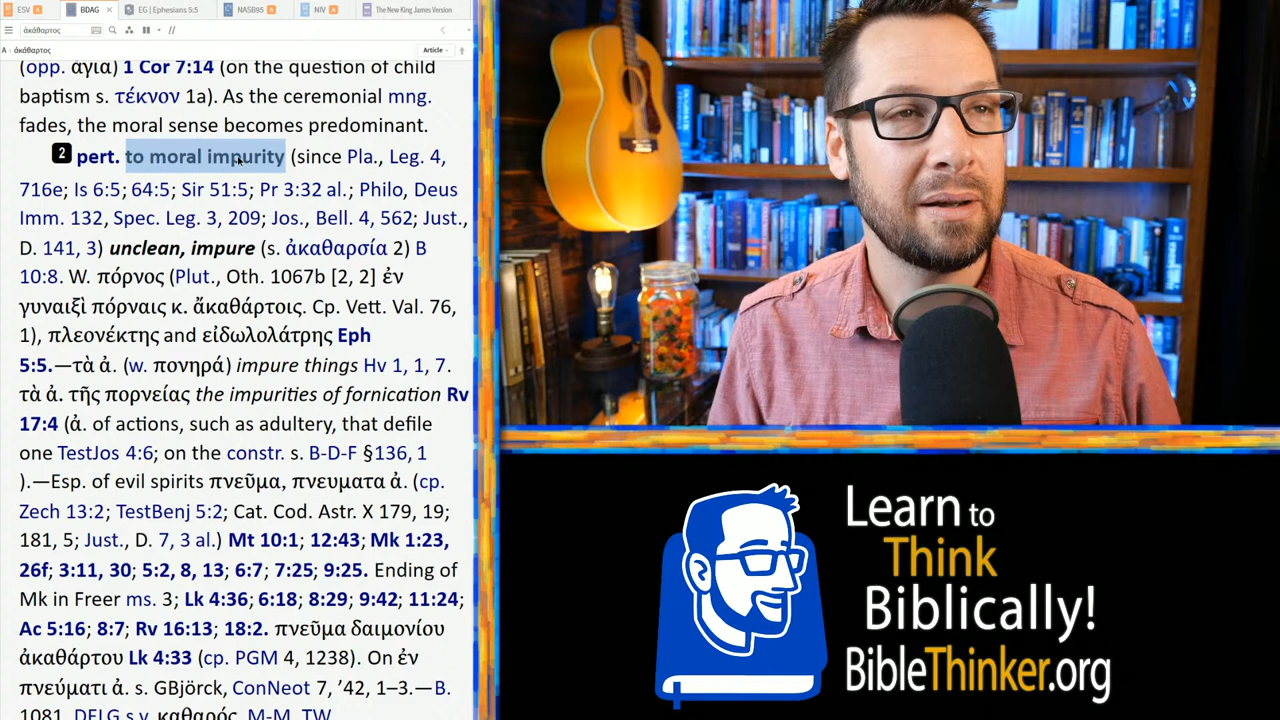 ESV
BDAG
EG | Ephesians 5:5
NASB95
NIV
The New King James Version
ἀκάθαρτος
A › ἀκάθαρτος
Article
(opp. ἅγια) 1 Cor 7:14 (on the question of child
baptism s. τέκνον 1a). As the ceremonial mng.
fades, the moral sense becomes predominant.
2 pert. to moral impurity (since Pla., Leg. 4,
716e; Is 6:5; 64:5; Sir 51:5; Pr 3:32 al.; Philo, Deus
Imm. 132, Spec. Leg. 3, 209; Jos., Bell. 4, 562; Just.,
D. 141, 3) unclean, impure (s. ἀκαθαρσία 2) B
10:8. W. πόρνος (Plut., Oth. 1067b [2, 2] ἐν
γυναιξὶ πόρναις κ. ἀκάθάρτοις. Cp. Vett. Val. 76,
1), πλεονέκτης and εἰδωλολάτρης Eph
5:5.—τὰ ἀ. (w. πονηρά) impure things Hv 1, 1, 7.
τὰ ἀ. τῆς πορνείας the impurities of fornication Rv
17:4 (ἀ. of actions, such as adultery, that defile
one TestJos 4:6; on the constr. s. B-D-F §136, 1
).—Esp. of evil spirits πνεῦμα, πνευματα ἀ. (cp.
Zech 13:2; TestBenj 5:2; Cat. Cod. Astr. X 179, 19;
181, 5; Just., D. 7, 3 al.) Mt 10:1; 12:43; Mk 1:23,
26f; 3:11, 30; 5:2, 8, 13; 6:7; 7:25; 9:25. Ending of
Mk in Freer ms. 3; Lk 4:36; 6:18; 8:29; 9:42; 11:24;
Ac 5:16; 8:7; Rv 16:13; 18:2. πνεῦμα δαιμονίου
ἀκαθάρτου Lk 4:33 (cp. PGM 4, 1238). On ἐν
πνεύματι ἀ. s. GBjörck, ConNeot 7, ’42, 1–3.—B.
1081. DELG s.v. καθαρός. M-M. TW.
Learn to
Think
Biblically!
BibleThinker.org